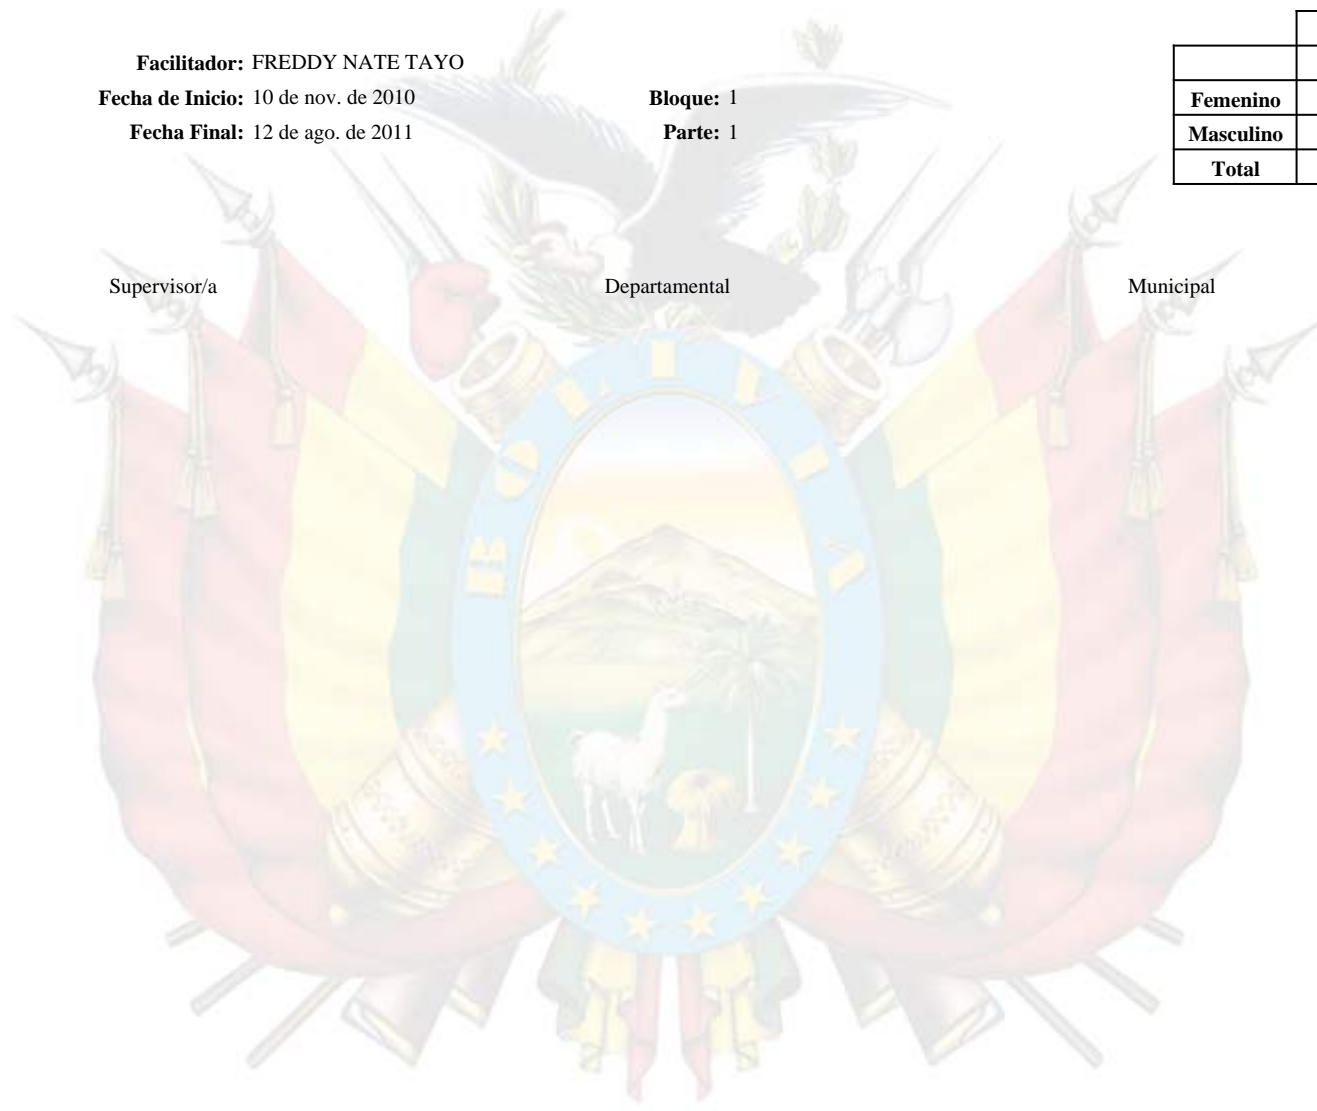 Facilitador: FREDDY NATE TAYO
Fecha de Inicio: 10 de nov. de 2010 Bloque: 1
Fecha Final: 12 de ago. de 2011 Parte: 1
Femenino
Masculino
Total
Supervisor/a Departamental Municipal
BOLIVIA